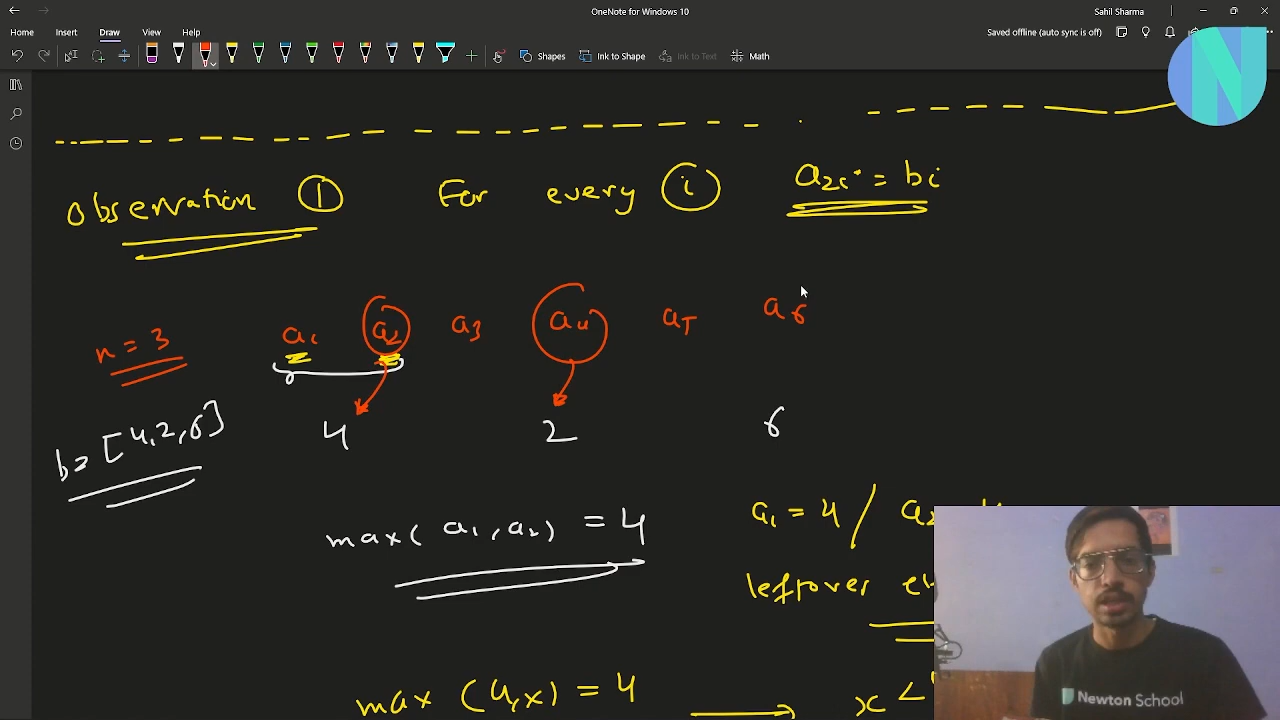 OneNote for Windows 10
Sahil Sharma
Home Insert Draw View Help
Saved offline (auto sync is off)
Shapes Ink to Shape Ink to Text Math
observation 1 For every i a2i = bi
n = 3 a1 a2 a3 a4 a5 a6
b = [4,2,6] 4 2 6
max( a1, a2) = 4 a1 = 4 / a2
leftover
max (4,x) = 4 x <
Newton School